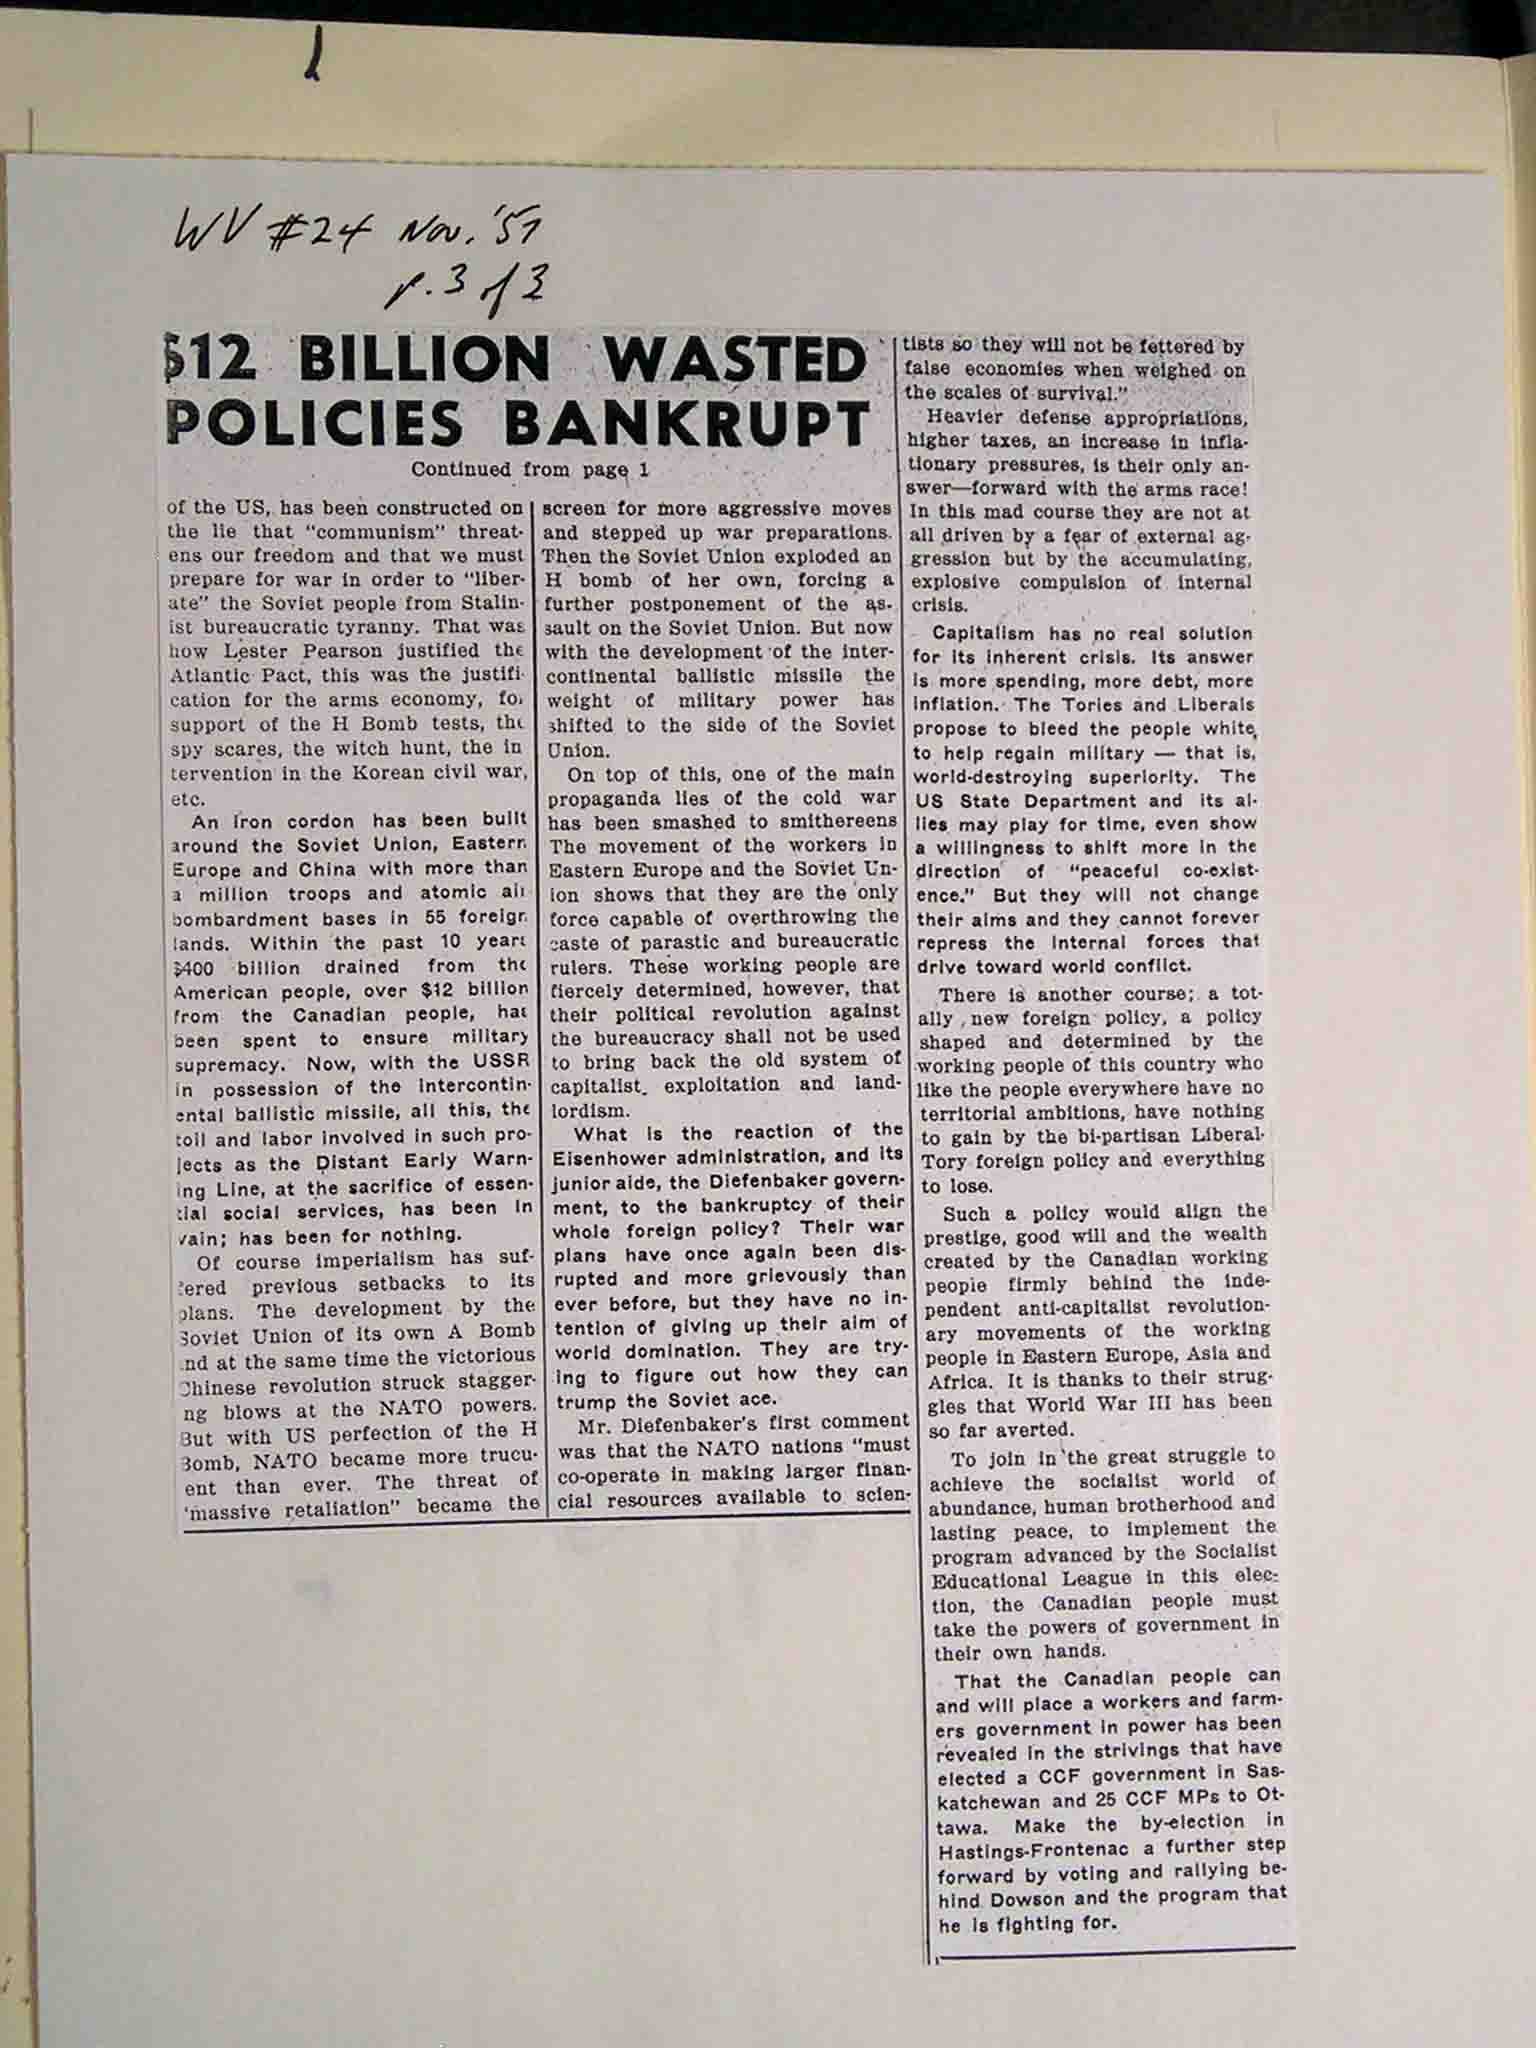 WV #24 Nov. '57
p. 3 of 3
$12 BILLION WASTED
POLICIES BANKRUPT
Continued from page 1
of the US, has been constructed on
the lie that "communism" threat-
ens our freedom and that we must
prepare for war in order to "liber-
ate" the Soviet people from Stalin-
ist bureaucratic tyranny. That was
how Lester Pearson justified the
Atlantic Pact, this was the justifi-
cation for the arms economy, for
support of the H Bomb tests, the
spy scares, the witch hunt, the in
tervention in the Korean civil war,
etc.
An iron cordon has been built
around the Soviet Union, Eastern
Europe and China with more than
a million troops and atomic air
bombardment bases in 55 foreign
lands. Within the past 10 years
$400 billion drained from the
American people, over $12 billion
from the Canadian people, has
been spent to ensure military
supremacy. Now, with the USSR
in possession of the intercontin-
ental ballistic missile, all this, the
toil and labor involved in such pro-
jects as the Distant Early Warn-
ing Line, at the sacrifice of essen-
tial social services, has been in
vain; has been for nothing.
Of course imperialism has suf-
fered previous setbacks to its
plans. The development by the
Soviet Union of its own A Bomb
and at the same time the victorious
Chinese revolution struck stagger-
ng blows at the NATO powers.
But with US perfection of the H
Bomb, NATO became more trucu-
ent than ever. The threat of
'massive retaliation" became the
screen for more aggressive moves
and stepped up war preparations.
Then the Soviet Union exploded an
H bomb of her own, forcing a
further postponement of the as-
sault on the Soviet Union. But now
with the development of the inter-
continental ballistic missile the
weight of military power has
shifted to the side of the Soviet
Union.
On top of this, one of the main
propaganda lies of the cold war
has been smashed to smithereens
The movement of the workers in
Eastern Europe and the Soviet Un-
ion shows that they are the only
force capable of overthrowing the
caste of parastic and bureaucratic
rulers. These working people are
fiercely determined, however, that
their political revolution against
the bureaucracy shall not be used
to bring back the old system of
capitalist exploitation and land-
lordism.
What is the reaction of the
Eisenhower administration, and its
junior aide, the Diefenbaker govern-
ment, to the bankruptcy of their
whole foreign policy? Their war
plans have once again been dis-
rupted and more grievously than
ever before, but they have no in-
tention of giving up their aim of
world domination. They are try-
ing to figure out how they can
trump the Soviet ace.
Mr. Diefenbaker's first comment
was that the NATO nations "must
co-operate in making larger finan-
cial resources available to scien-
tists so they will not be fettered by
false economies when weighed on
the scales of survival."
Heavier defense appropriations,
higher taxes, an increase in infla-
tionary pressures, is their only an-
swer—forward with the arms race!
In this mad course they are not at
all driven by a fear of external ag-
gression but by the accumulating,
explosive compulsion of internal
crisis.
Capitalism has no real solution
for its inherent crisis. Its answer
is more spending, more debt, more
inflation. The Tories and Liberals
propose to bleed the people white,
to help regain military — that is,
world-destroying superiority. The
US State Department and its al-
lies may play for time, even show
a willingness to shift more in the
direction of "peaceful co-exist-
ence." But they will not change
their aims and they cannot forever
repress the internal forces that
drive toward world conflict.
There is another course; a tot-
ally new foreign policy, a policy
shaped and determined by the
working people of this country who
like the people everywhere have no
territorial ambitions, have nothing
to gain by the bi-partisan Liberal-
Tory foreign policy and everything
to lose.
Such a policy would align the
prestige, good will and the wealth
created by the Canadian working
people firmly behind the inde-
pendent anti-capitalist revolution-
ary movements of the working
people in Eastern Europe, Asia and
Africa. It is thanks to their strug-
gles that World War III has been
so far averted.
To join in the great struggle to
achieve the socialist world of
abundance, human brotherhood and
lasting peace, to implement the
program advanced by the Socialist
Educational League in this elec-
tion, the Canadian people must
take the powers of government in
their own hands.
That the Canadian people can
and will place a workers and farm-
ers government in power has been
revealed in the strivings that have
elected a CCF government in Sas-
katchewan and 25 CCF MPs to Ot-
tawa. Make the by-election in
Hastings-Frontenac a further step
forward by voting and rallying be-
hind Dowson and the program that
he is fighting for.